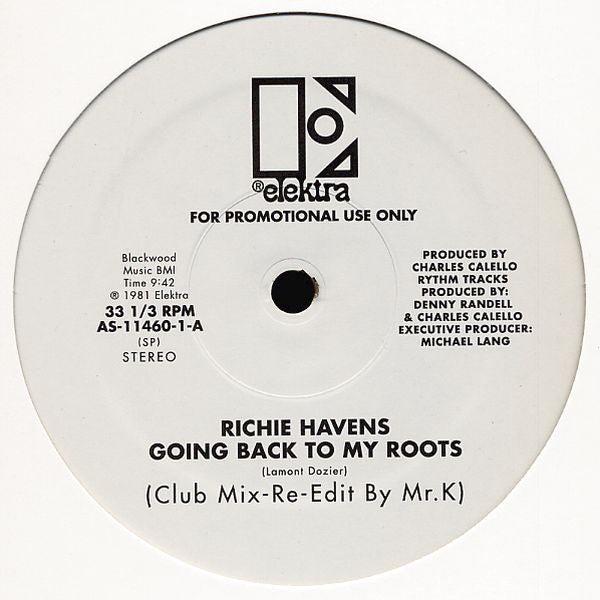 ®elektra
FOR PROMOTIONAL USE ONLY
Blackwood
Music BMI
Time 9:42
℗ 1981 Elektra
33 1/3 RPM
AS-11460-1-A
(SP)
STEREO
PRODUCED BY
CHARLES CALELLO
RYTHM TRACKS
PRODUCED BY:
DENNY RANDELL
& CHARLES CALELLO
EXECUTIVE PRODUCER:
MICHAEL LANG
RICHIE HAVENS
GOING BACK TO MY ROOTS
(Lamont Dozier)
(Club Mix-Re-Edit By Mr.K)